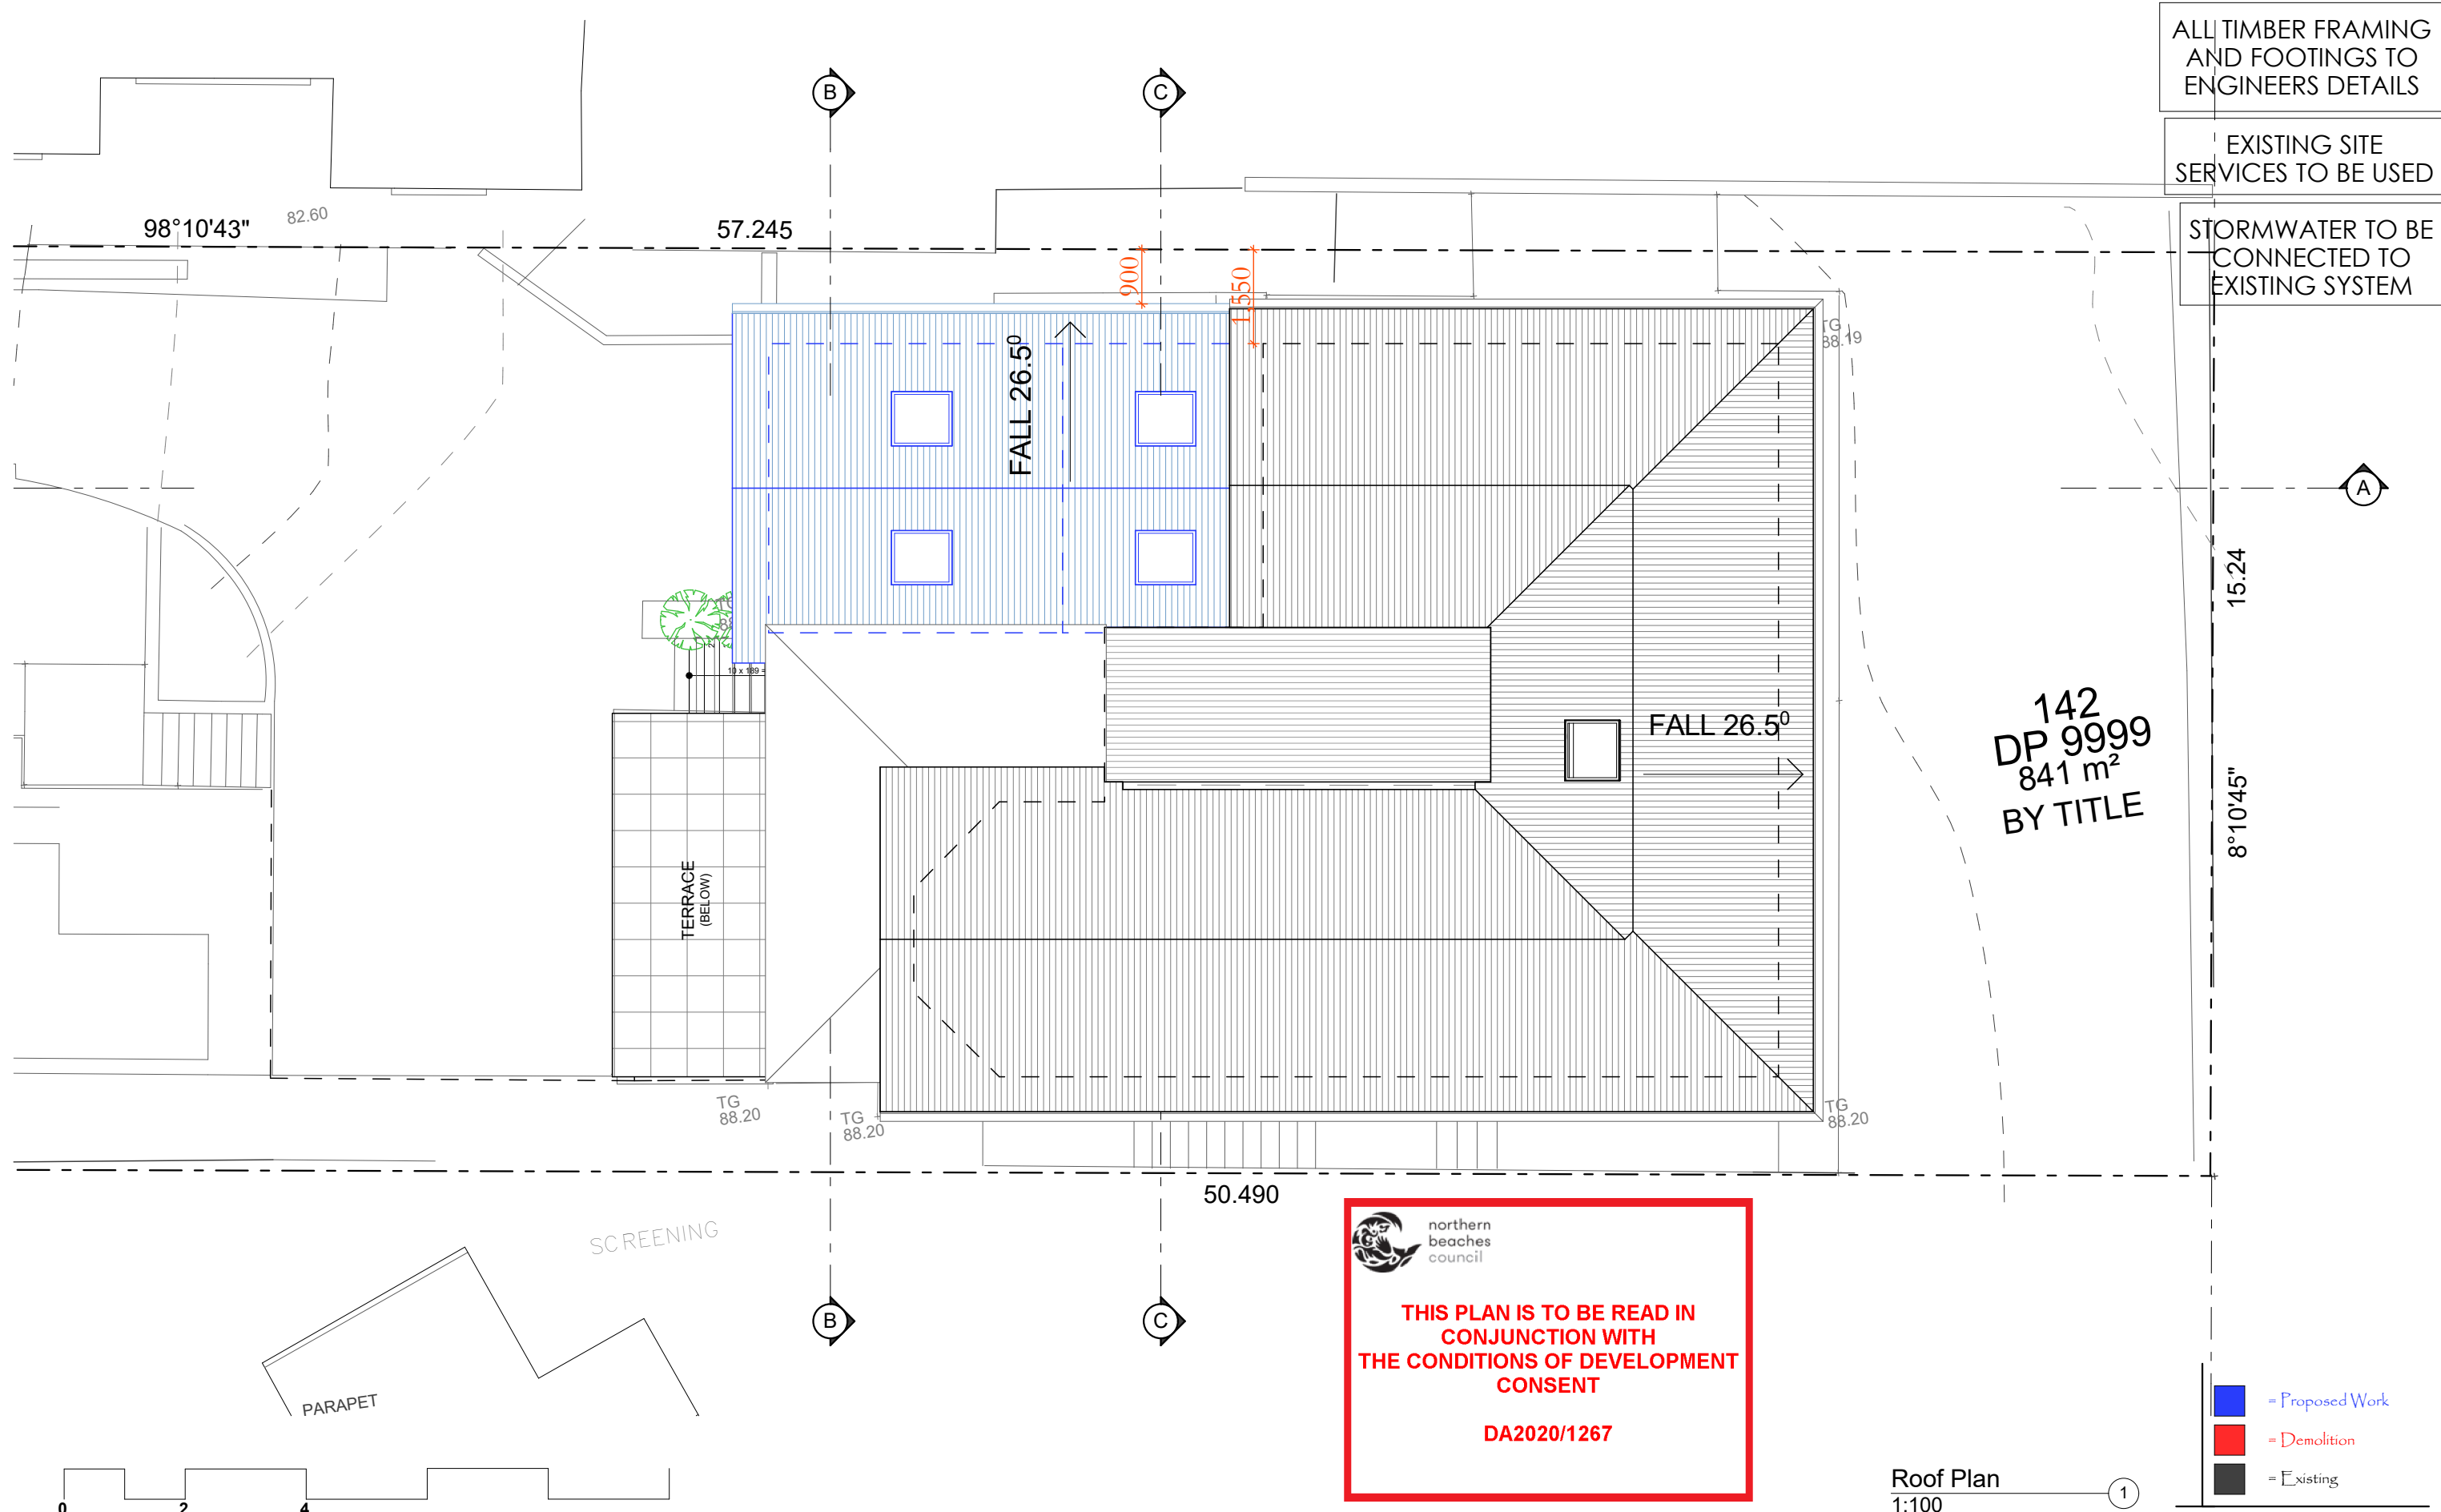 ALL TIMBER FRAMING
AND FOOTINGS TO
ENGINEERS DETAILS
EXISTING SITE
SERVICES TO BE USED
STORMWATER TO BE
CONNECTED TO
EXISTING SYSTEM
B
C
98°10'43"
82.60
57.245
900
1,550
FALL 26.5⁰
TG
88.19
A
15.24
8°10'45"
142
DP 9999
841 m²
BY TITLE
FALL 26.5⁰
10 x 189 =
TERRACE
(BELOW)
TG
88.20
TG
88.20
TG
88.20
50.490
SCREENING
PARAPET
B
C
northern
beaches
council
THIS PLAN IS TO BE READ IN
CONJUNCTION WITH
THE CONDITIONS OF DEVELOPMENT
CONSENT
DA2020/1267
= Proposed Work
= Demolition
= Existing
Roof Plan
1:100
1
0 2 4